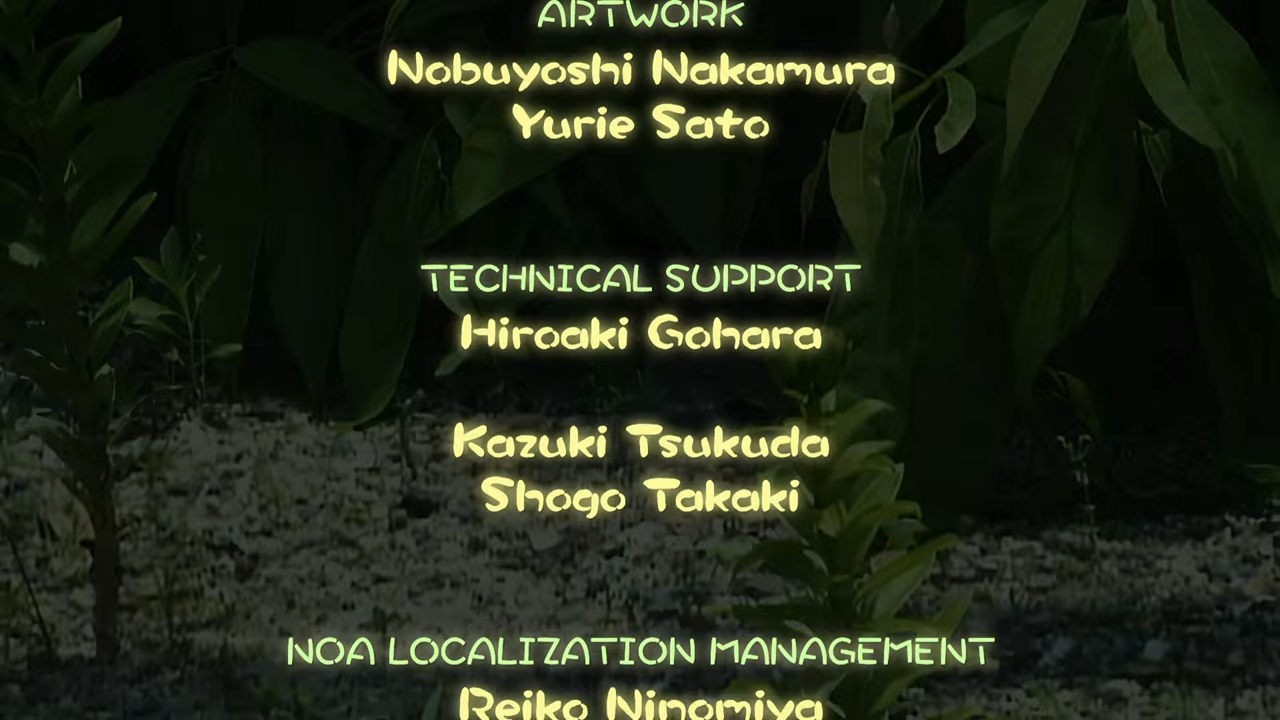 ARTWORK
Nobuyoshi Nakamura
Yurie Sato
TECHNICAL SUPPORT
Hiroaki Gohara
Kazuki Tsukuda
Shogo Takaki
NOA LOCALIZATION MANAGEMENT
Reiko Ninomiya